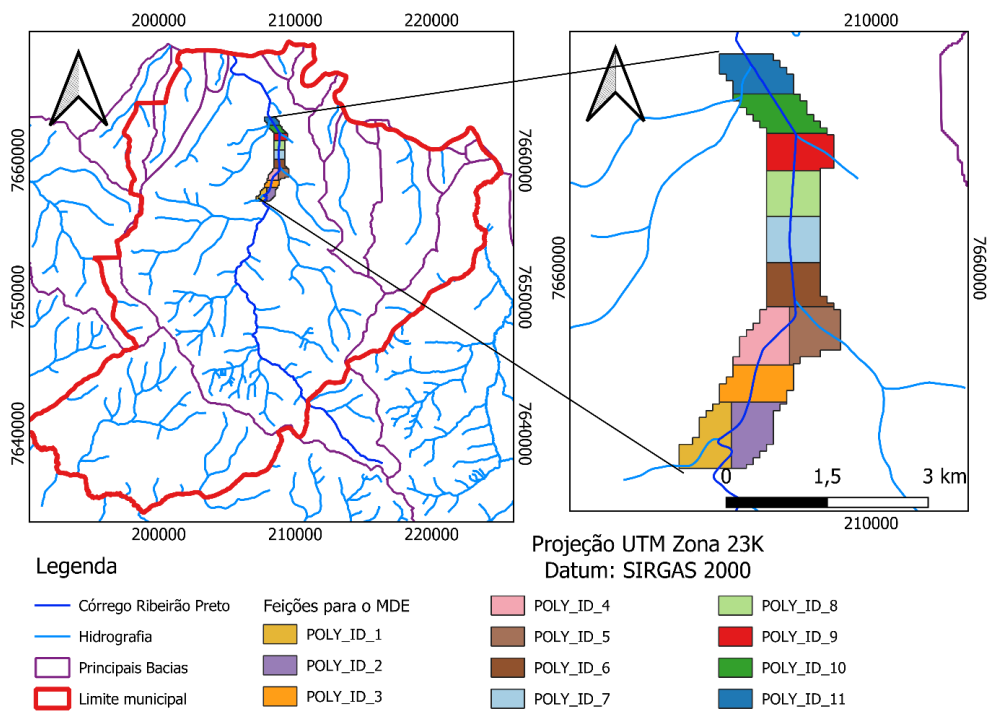 200000 210000 220000
210000
7660000
7650000
7640000
7660000
7650000
7640000
7660000
7660000
0 1,5 3 km
200000 210000 220000
210000
Projeção UTM Zona 23K
Datum: SIRGAS 2000
Legenda
Córrego Ribeirão Preto
Hidrografia
Principais Bacias
Limite municipal
Feições para o MDE
POLY_ID_1
POLY_ID_2
POLY_ID_3
POLY_ID_4
POLY_ID_5
POLY_ID_6
POLY_ID_7
POLY_ID_8
POLY_ID_9
POLY_ID_10
POLY_ID_11